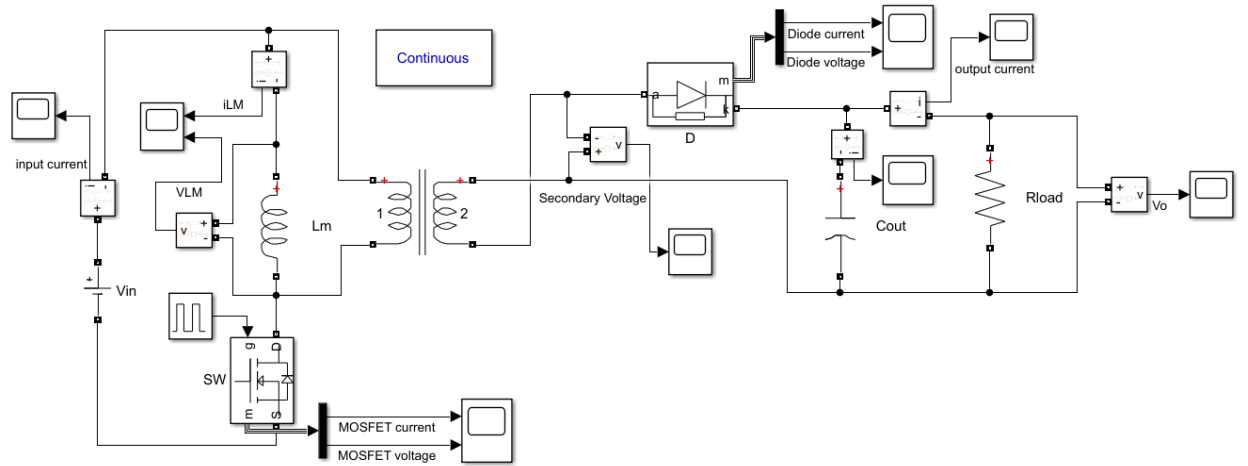 Continuous
Diode current
Diode voltage
output current
iLM
input current
VLM
v
+
-
Lm
1
2
a
m
k
D
i
+
-
-
+
v
Secondary Voltage
Cout
Rload
+
-
v
Vo
+
Vin
SW
g
D
m
S
MOSFET current
MOSFET voltage